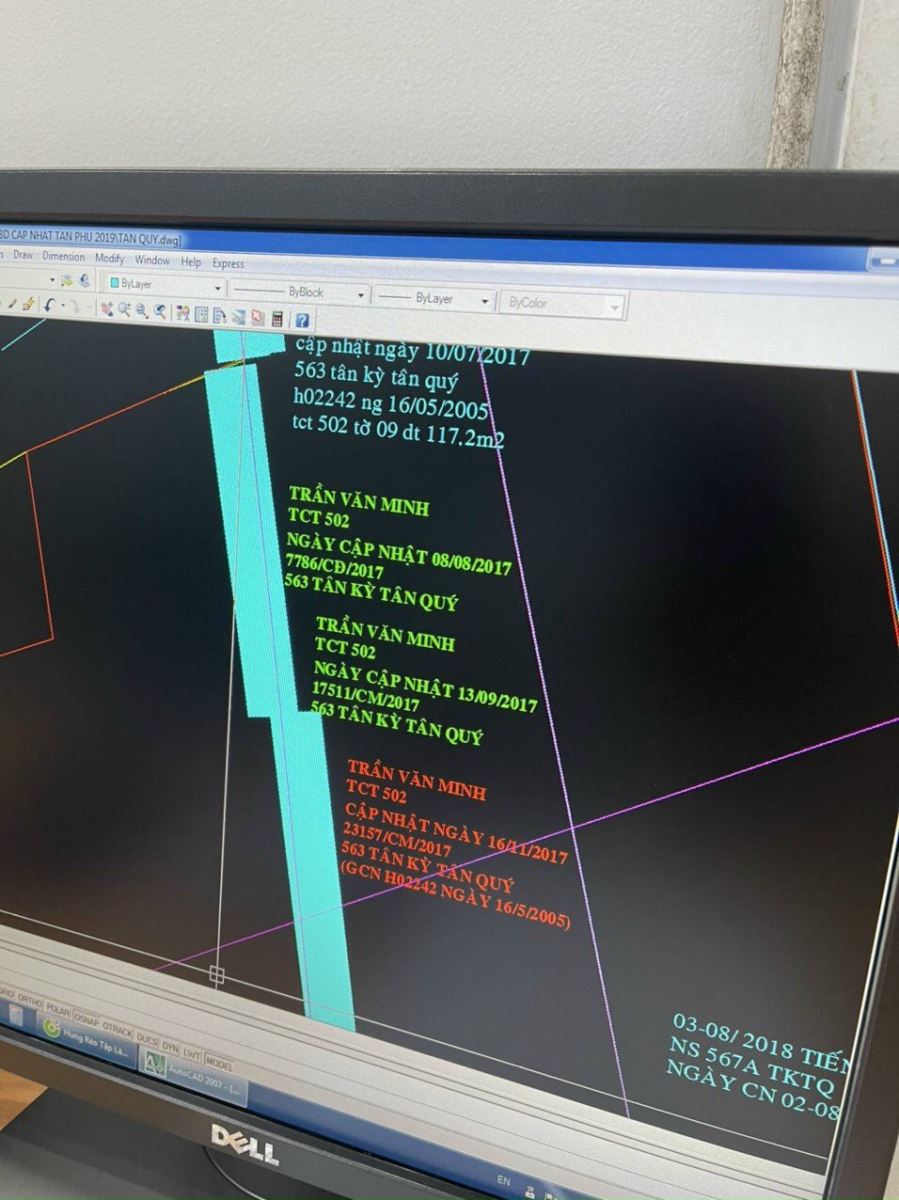 BD CAP NHAT TAN PHU 2019\TAN QUY.dwg]
s Draw Dimension Modify Window Help Express
ByLayer ByBlock ByLayer ByColor
cập nhật ngày 10/07/2017
563 tân kỳ tân quý
h02242 ng 16/05/2005
tct 502 tờ 09 dt 117.2m2
TRẦN VĂN MINH
TCT 502
NGÀY CẬP NHẬT 08/08/2017
7786/CĐ/2017
563 TÂN KỲ TÂN QUÝ
TRẦN VĂN MINH
TCT 502
NGÀY CẬP NHẬT 13/09/2017
17511/CM/2017
563 TÂN KỲ TÂN QUÝ
TRẦN VĂN MINH
TCT 502
CẬP NHẬT NGÀY 16/11/2017
23157/CM/2017
563 TÂN KỲ TÂN QUÝ
(GCN H02242 NGÀY 16/5/2005)
03-08/ 2018 TIẾN
NS 567A TKTQ
NGÀY CN 02-08
GRID ORTHO POLAR OSNAP OTRACK DUCS DYN LWT MODEL
Hung Rèo Tập Là...
AutoCAD 2007 - [...
EN
DELL